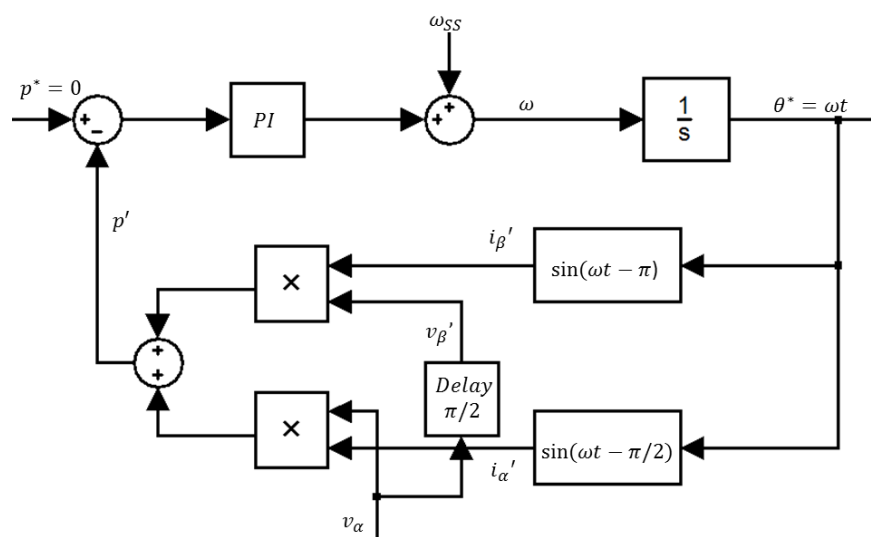 ω_SS
p* = 0
+
−
PI
+
+
ω
1
s
θ* = ωt
p′
i_β′
×
sin(ωt − π)
v_β′
+
+
Delay
π/2
×
sin(ωt − π/2)
i_α′
v_α